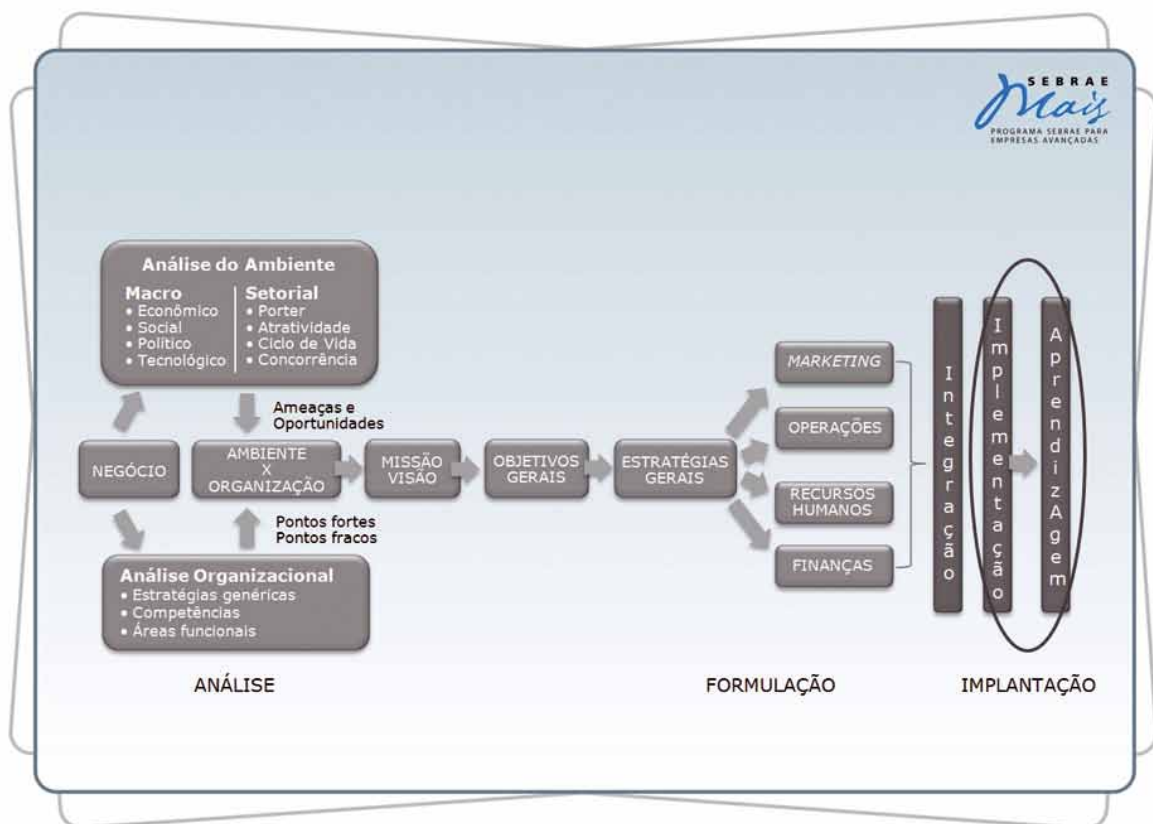 SEBRAE
Mais
PROGRAMA SEBRAE PARA
EMPRESAS AVANÇADAS
Análise do Ambiente
Macro
• Econômico
• Social
• Político
• Tecnológico
Setorial
• Porter
• Atratividade
• Ciclo de Vida
• Concorrência
Ameaças e
Oportunidades
NEGÓCIO
AMBIENTE
X
ORGANIZAÇÃO
MISSÃO
VISÃO
OBJETIVOS
GERAIS
ESTRATÉGIAS
GERAIS
Pontos fortes
Pontos fracos
Análise Organizacional
• Estratégias genéricas
• Competências
• Áreas funcionais
MARKETING
OPERAÇÕES
RECURSOS
HUMANOS
FINANÇAS
Integração
Implementação
AprendizAgem
ANÁLISE
FORMULAÇÃO
IMPLANTAÇÃO